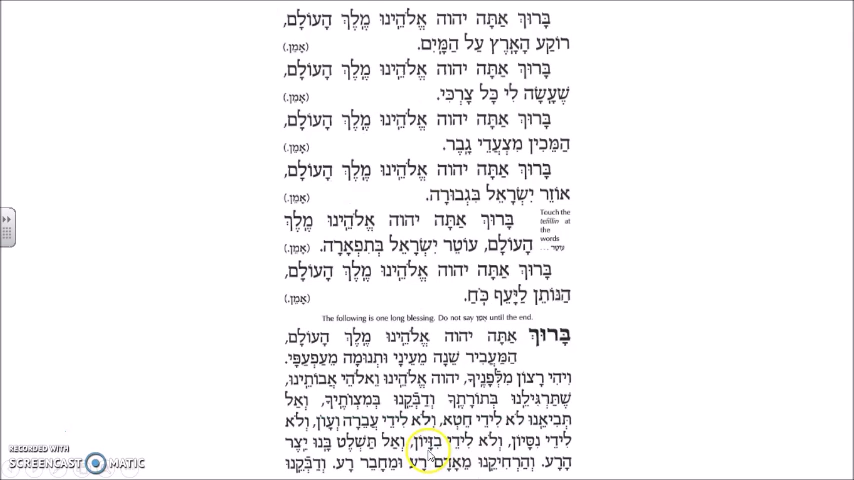 בָּרוּךְ אַתָּה יהוה אֱלֹהֵינוּ מֶלֶךְ הָעוֹלָם,
רוֹקַע הָאָרֶץ עַל הַמָּיִם. (אָמֵן.)
בָּרוּךְ אַתָּה יהוה אֱלֹהֵינוּ מֶלֶךְ הָעוֹלָם,
שֶׁעָשָׂה לִי כָּל צָרְכִּי. (אָמֵן.)
בָּרוּךְ אַתָּה יהוה אֱלֹהֵינוּ מֶלֶךְ הָעוֹלָם,
הַמֵּכִין מִצְעֲדֵי גָבֶר. (אָמֵן.)
בָּרוּךְ אַתָּה יהוה אֱלֹהֵינוּ מֶלֶךְ הָעוֹלָם,
אוֹזֵר יִשְׂרָאֵל בִּגְבוּרָה. (אָמֵן.)
Touch the
tefillin at
the
words
עוֹטֵר ...
בָּרוּךְ אַתָּה יהוה אֱלֹהֵינוּ מֶלֶךְ
הָעוֹלָם, עוֹטֵר יִשְׂרָאֵל בְּתִפְאָרָה. (אָמֵן.)
בָּרוּךְ אַתָּה יהוה אֱלֹהֵינוּ מֶלֶךְ הָעוֹלָם,
הַנּוֹתֵן לַיָּעֵף כֹּחַ. (אָמֵן.)
The following is one long blessing. Do not say אָמֵן until the end.
בָּרוּךְ אַתָּה יהוה אֱלֹהֵינוּ מֶלֶךְ הָעוֹלָם,
הַמַּעֲבִיר שֵׁנָה מֵעֵינָי וּתְנוּמָה מֵעַפְעַפָּי.
וִיהִי רָצוֹן מִלְּפָנֶיךָ, יהוה אֱלֹהֵינוּ וֵאלֹהֵי אֲבוֹתֵינוּ,
שֶׁתַּרְגִּילֵנוּ בְּתוֹרָתֶךָ וְדַבְּקֵנוּ בְּמִצְוֹתֶיךָ, וְאַל
תְּבִיאֵנוּ לֹא לִידֵי חֵטְא, וְלֹא לִידֵי עֲבֵרָה וְעָוֹן, וְלֹא
לִידֵי נִסָּיוֹן, וְלֹא לִידֵי בִזָּיוֹן, וְאַל תַּשְׁלֶט בָּנוּ יֵצֶר
הָרָע. וְהַרְחִיקֵנוּ מֵאָדָם רָע וּמֵחָבֵר רָע. וְדַבְּקֵנוּ
RECORDED WITH
SCREENCAST MATIC